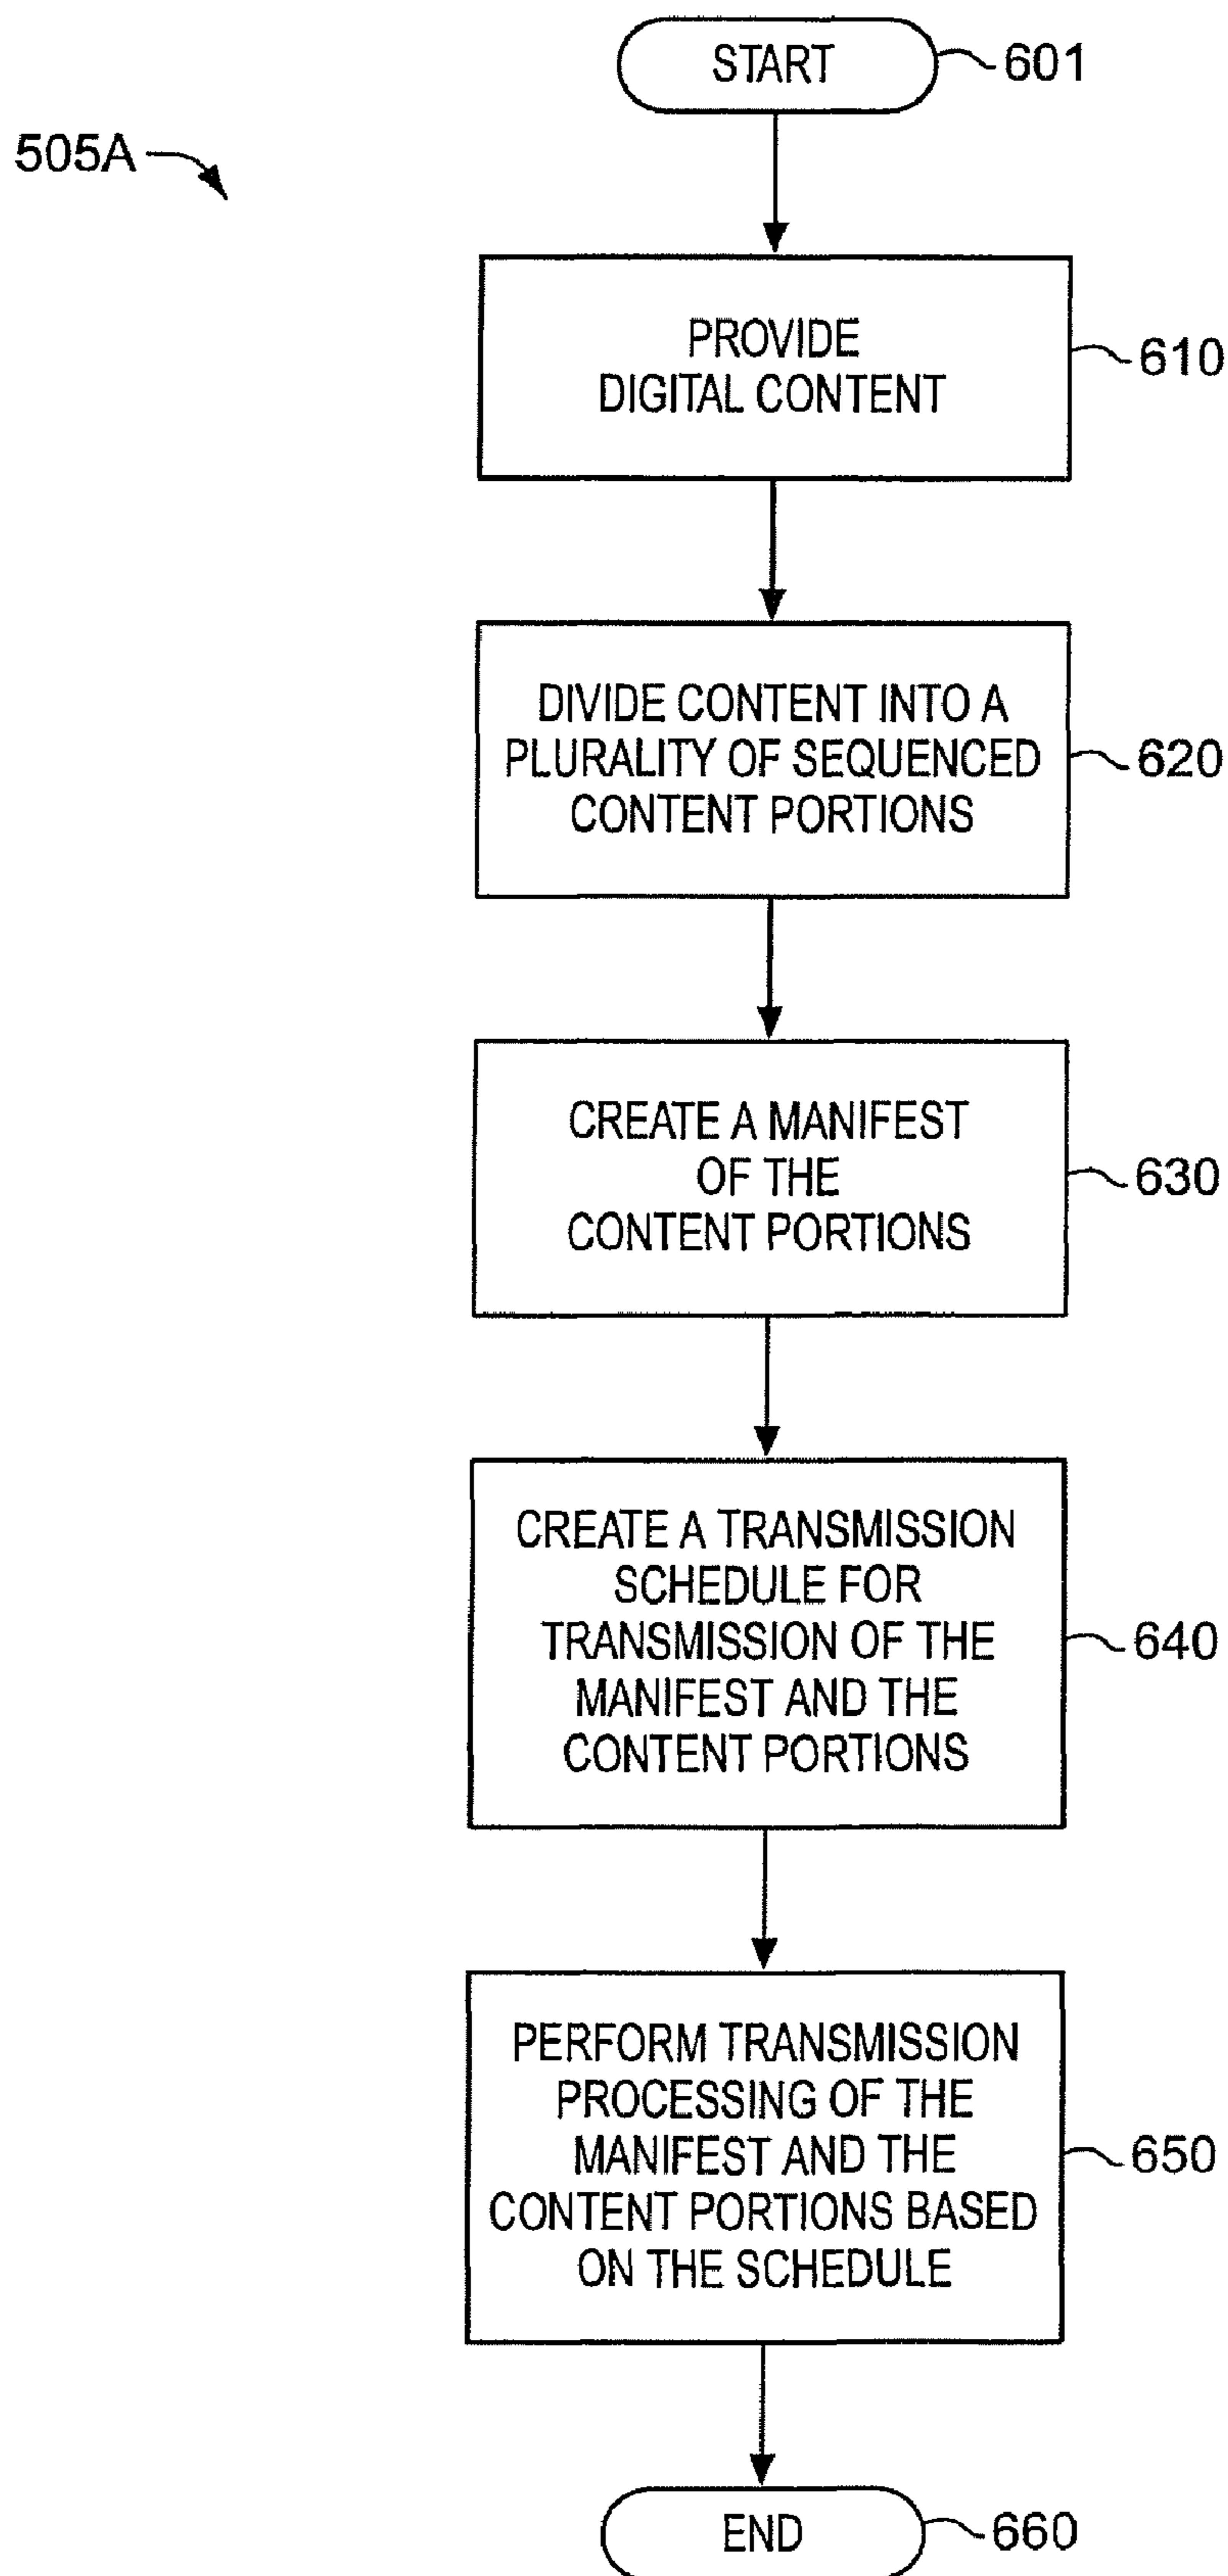 START
601
505A
PROVIDE
DIGITAL CONTENT
610
DIVIDE CONTENT INTO A
PLURALITY OF SEQUENCED
CONTENT PORTIONS
620
CREATE A MANIFEST
OF THE
CONTENT PORTIONS
630
CREATE A TRANSMISSION
SCHEDULE FOR
TRANSMISSION OF THE
MANIFEST AND THE
CONTENT PORTIONS
640
PERFORM TRANSMISSION
PROCESSING OF THE
MANIFEST AND THE
CONTENT PORTIONS BASED
ON THE SCHEDULE
650
END
660